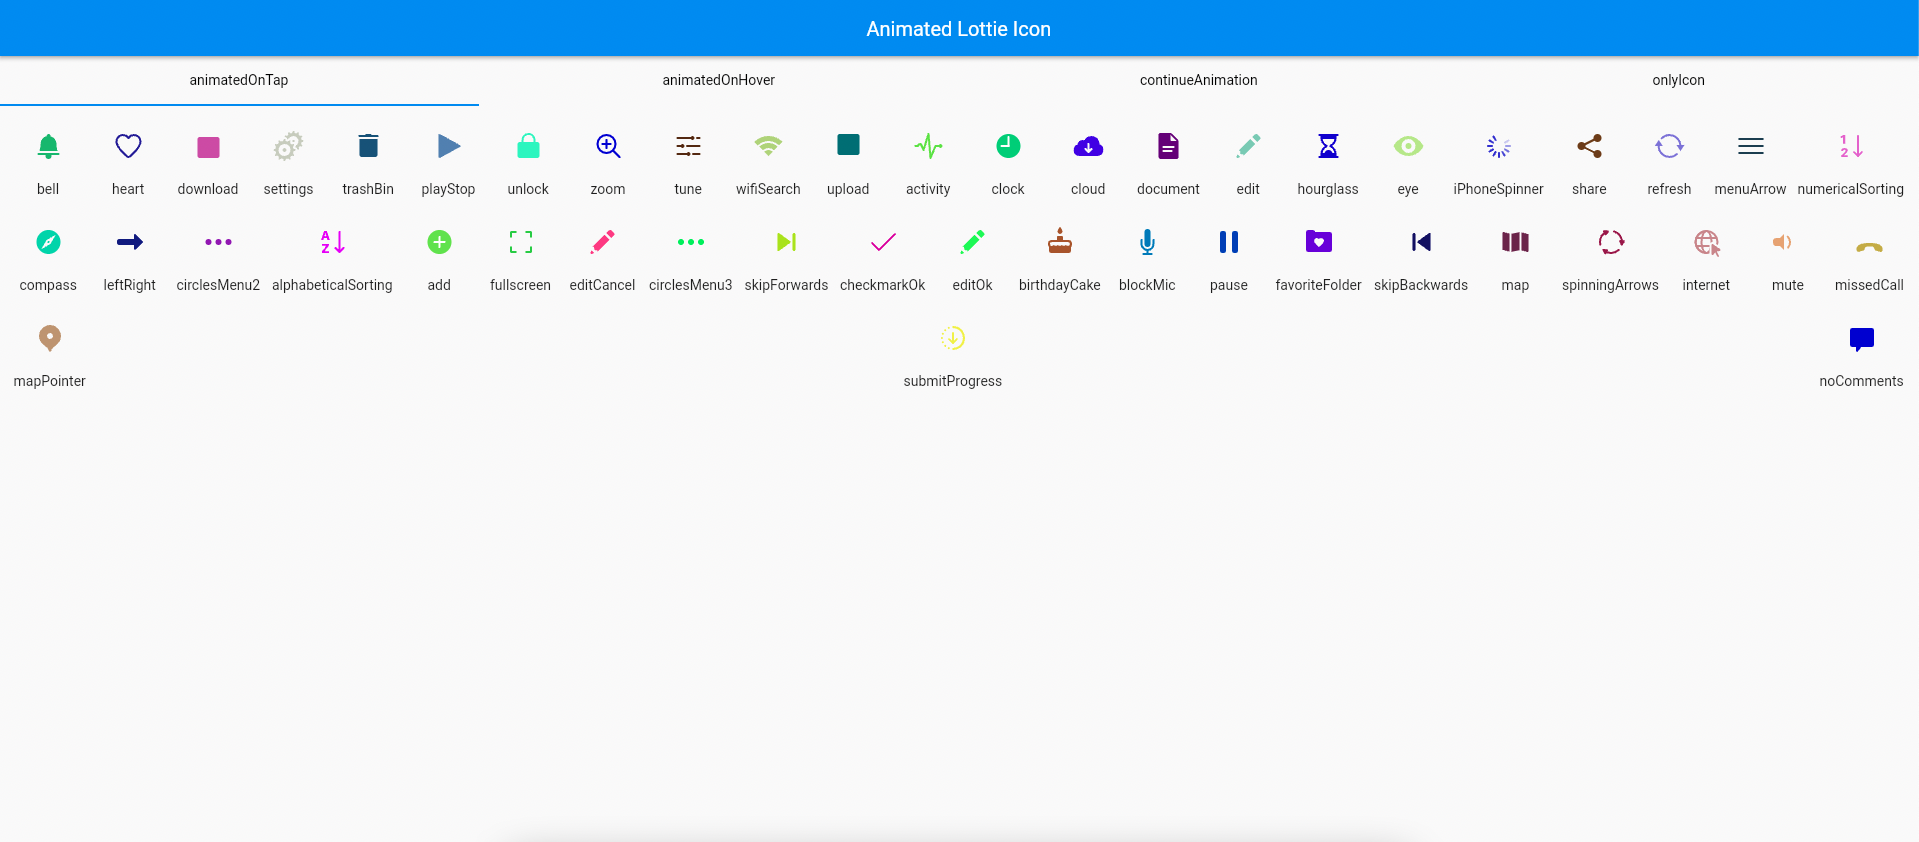 Animated Lottie Icon
animatedOnTap animatedOnHover continueAnimation onlyIcon
bell heart download settings trashBin playStop unlock zoom tune wifiSearch upload activity clock cloud document edit hourglass eye iPhoneSpinner share refresh menuArrow numericalSorting
compass leftRight circlesMenu2 alphabeticalSorting add fullscreen editCancel circlesMenu3 skipForwards checkmarkOk editOk birthdayCake blockMic pause favoriteFolder skipBackwards map spinningArrows internet mute missedCall
mapPointer submitProgress noComments